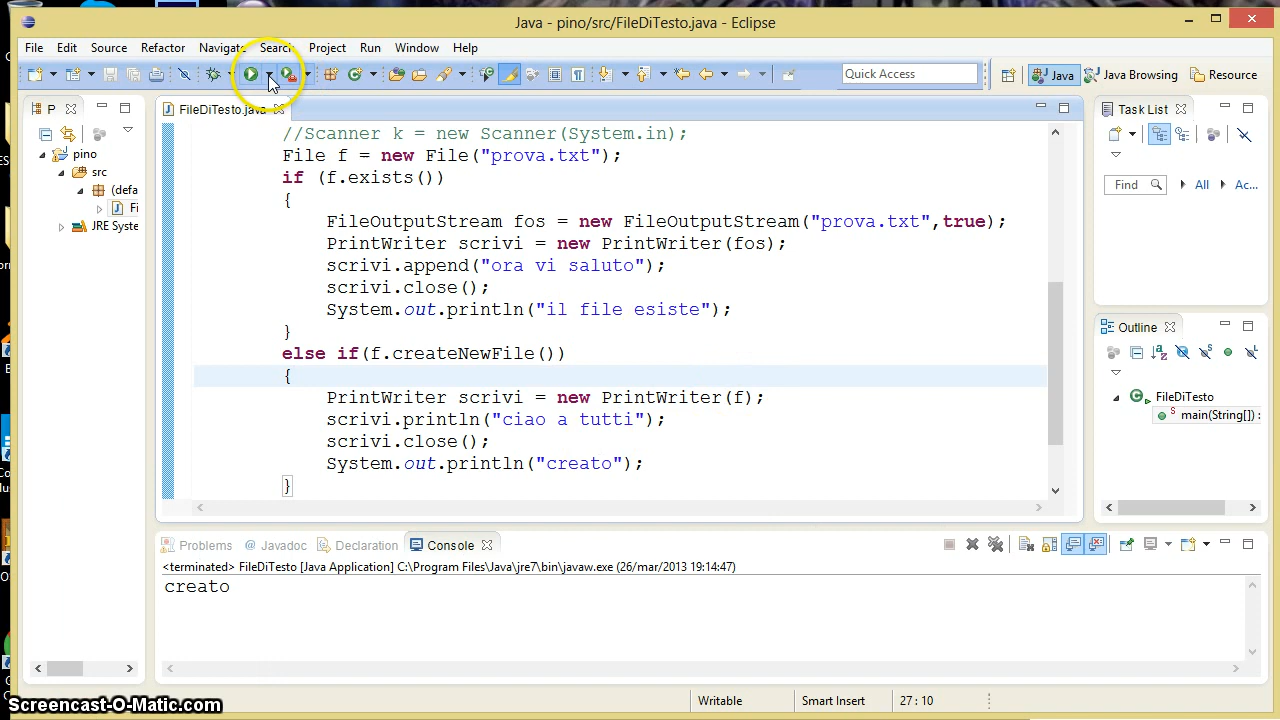 Java - pino/src/FileDiTesto.java - Eclipse
File Edit Source Refactor Navigate Search Project Run Window Help
Quick Access
Java
Java Browsing
Resource
P
pino
src
(defa
Fi
JRE Syste
FileDiTesto.java
//Scanner k = new Scanner(System.in);
File f = new File("prova.txt");
if (f.exists())
{
FileOutputStream fos = new FileOutputStream("prova.txt",true);
PrintWriter scrivi = new PrintWriter(fos);
scrivi.append("ora vi saluto");
scrivi.close();
System.out.println("il file esiste");
}
else if(f.createNewFile())
{
PrintWriter scrivi = new PrintWriter(f);
scrivi.println("ciao a tutti");
scrivi.close();
System.out.println("creato");
}
Task List
Find
All
Ac...
Outline
FileDiTesto
main(String[]) :
Problems
Javadoc
Declaration
Console
<terminated> FileDiTesto [Java Application] C:\Program Files\Java\jre7\bin\javaw.exe (26/mar/2013 19:14:47)
creato
Writable
Smart Insert
27 : 10
Screencast-O-Matic.com